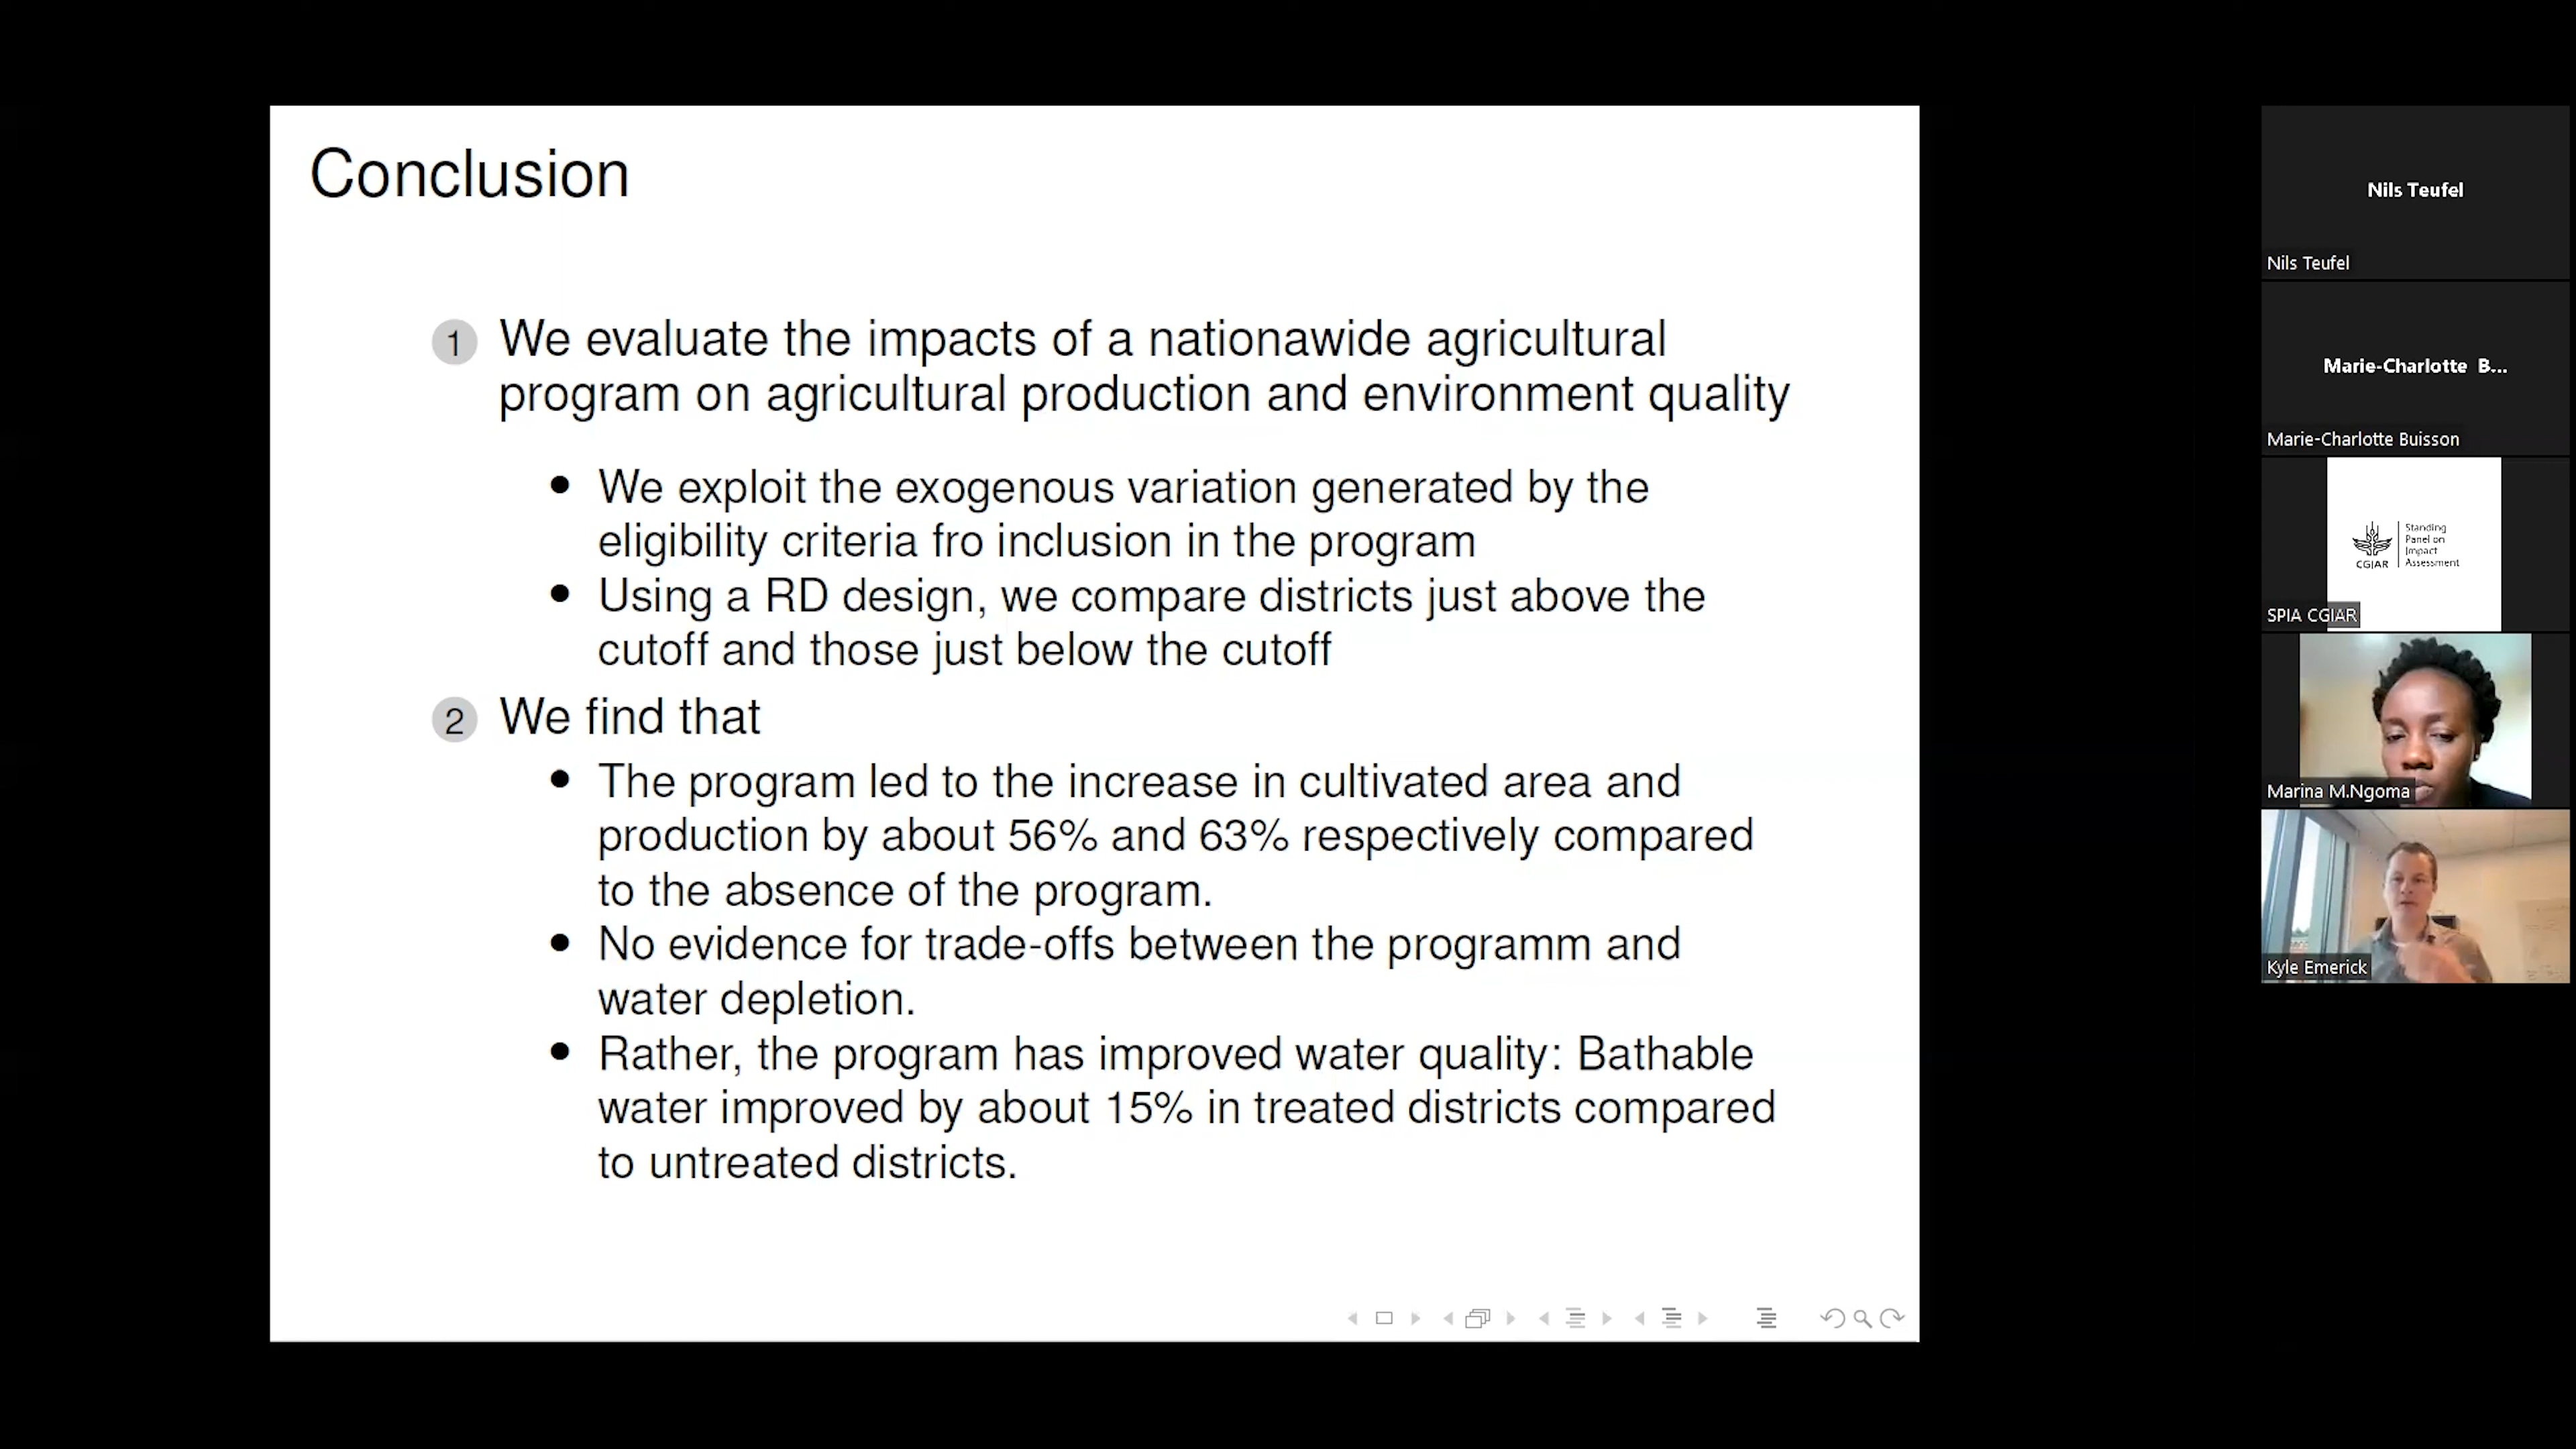 Conclusion
1 We evaluate the impacts of a nationawide agricultural
program on agricultural production and environment quality
• We exploit the exogenous variation generated by the
eligibility criteria fro inclusion in the program
• Using a RD design, we compare districts just above the
cutoff and those just below the cutoff
2 We find that
• The program led to the increase in cultivated area and
production by about 56% and 63% respectively compared
to the absence of the program.
• No evidence for trade-offs between the programm and
water depletion.
• Rather, the program has improved water quality: Bathable
water improved by about 15% in treated districts compared
to untreated districts.
Nils Teufel
Nils Teufel
Marie-Charlotte B...
Marie-Charlotte Buisson
Standing
Panel on
Impact
Assessment
CGIAR
SPIA CGIAR
Marina M.Ngoma
Kyle Emerick